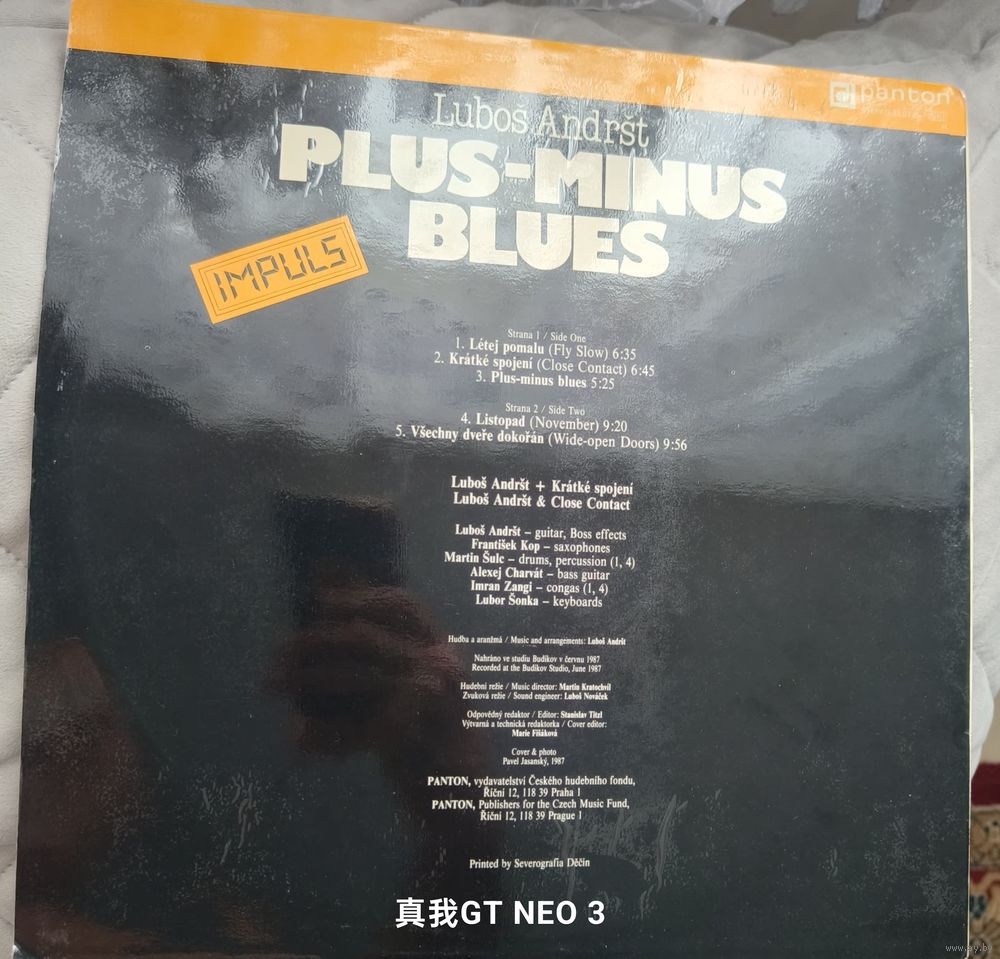 panton
Luboš Andršt
PLUS-MINUS
BLUES
IMPULS
Strana 1 / Side One
1. Létej pomalu (Fly Slow) 6:35
2. Krátké spojení (Close Contact) 6:45
3. Plus-minus blues 5:25
Strana 2 / Side Two
4. Listopad (November) 9:20
5. Všechny dveře dokořán (Wide-open Doors) 9:56
Luboš Andršt + Krátké spojení
Luboš Andršt & Close Contact
Luboš Andršt – guitar, Boss effects
František Kop – saxophones
Martin Šulc – drums, percussion (1, 4)
Alexej Charvát – bass guitar
Imran Zangi – congas (1, 4)
Lubor Šonka – keyboards
Hudba a aranžmá / Music and arrangements: Luboš Andršt
Nahráno ve studiu Budíkov v červnu 1987
Recorded at the Budíkov Studio, June 1987
Hudební režie / Music director: Martin Kratochvíl
Zvuková režie / Sound engineer: Luboš Nováček
Odpovědný redaktor / Editor: Stanislav Titzl
Výtvarná a technická redaktorka / Cover editor:
Marie Fišáková
Cover & photo
Pavel Jasanský, 1987
PANTON, vydavatelství Českého hudebního fondu,
Říční 12, 118 39 Praha 1
PANTON, Publishers for the Czech Music Fund,
Říční 12, 118 39 Prague 1
Printed by Severografia Děčín
真我GT NEO 3
www.ay.by